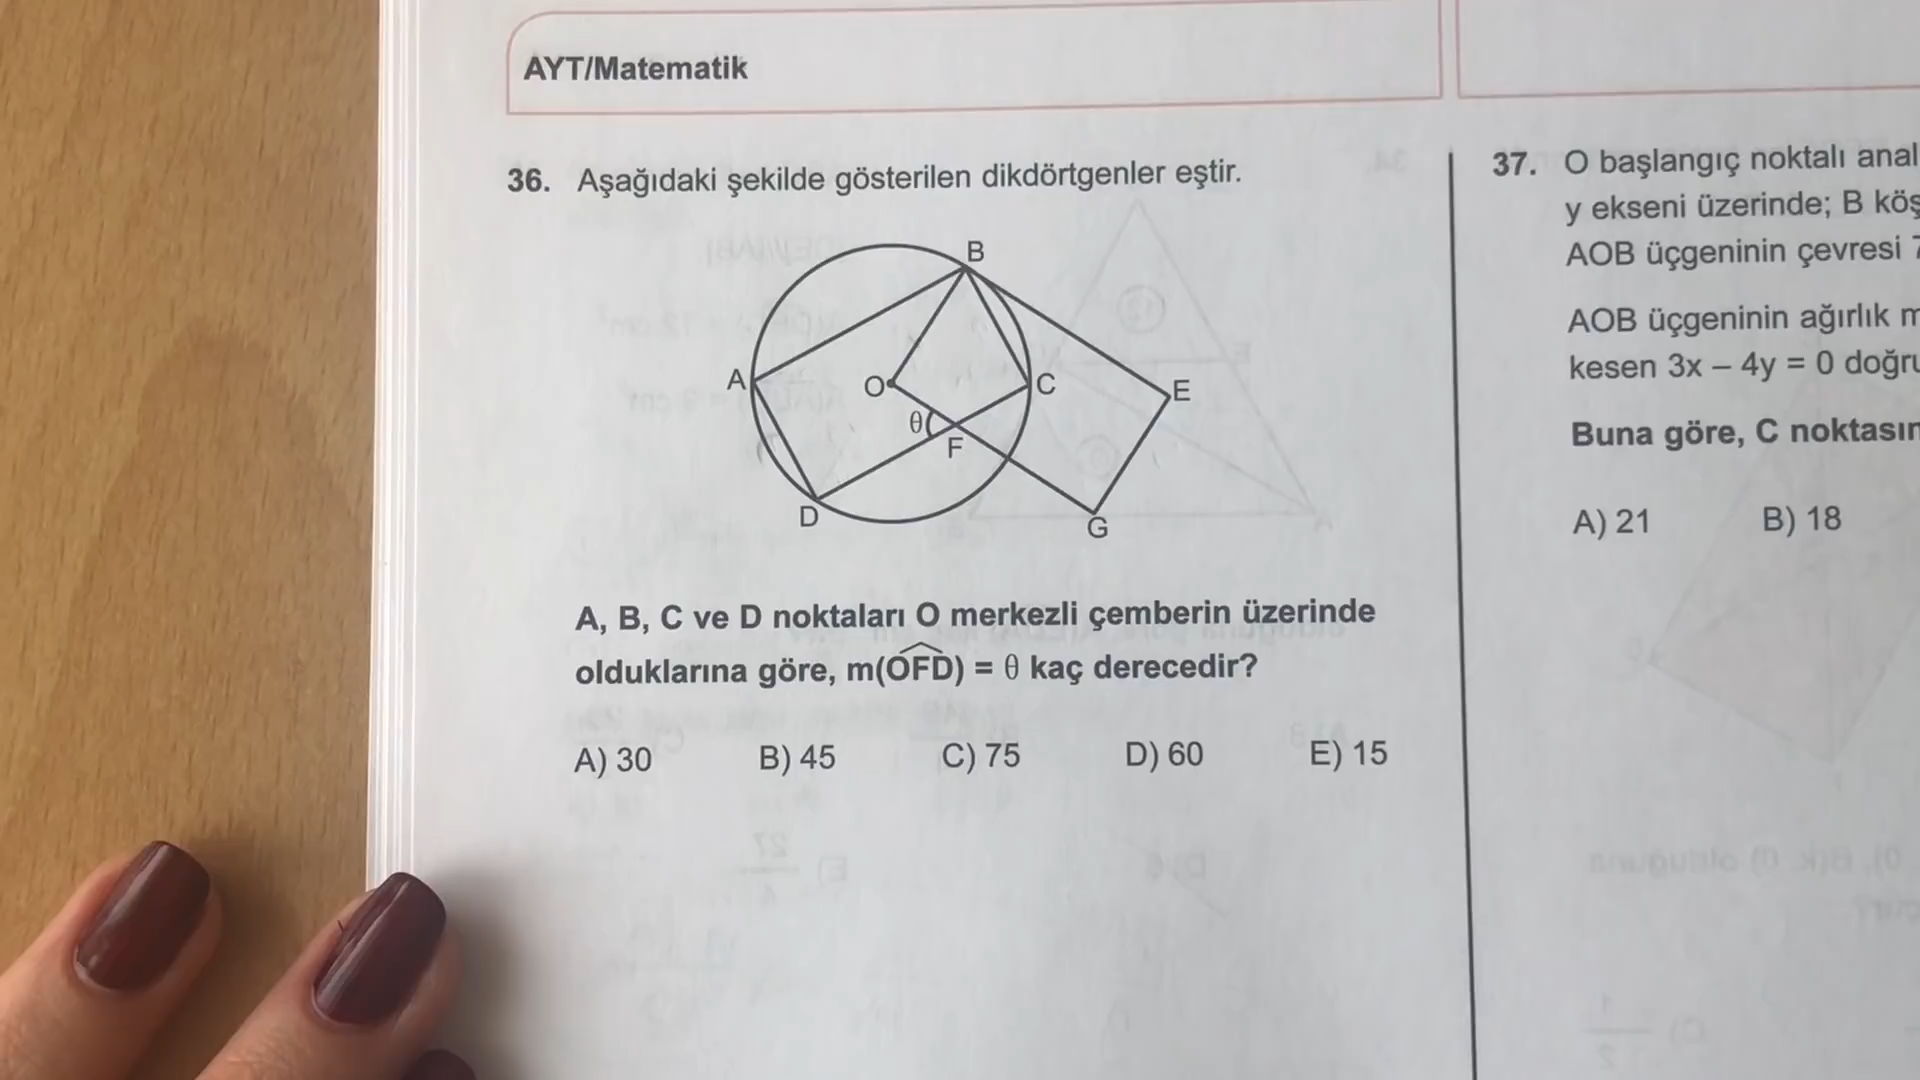 AYT/Matematik
36. Aşağıdaki şekilde gösterilen dikdörtgenler eştir.
B
A
O
C
E
θ
F
D
G
A, B, C ve D noktaları O merkezli çemberin üzerinde
olduklarına göre, m(OFD) = θ kaç derecedir?
A) 30 B) 45 C) 75 D) 60 E) 15
37. O başlangıç noktalı anal
y ekseni üzerinde; B köş
AOB üçgeninin çevresi 7
AOB üçgeninin ağırlık m
kesen 3x – 4y = 0 doğru
Buna göre, C noktasın
A) 21 B) 18